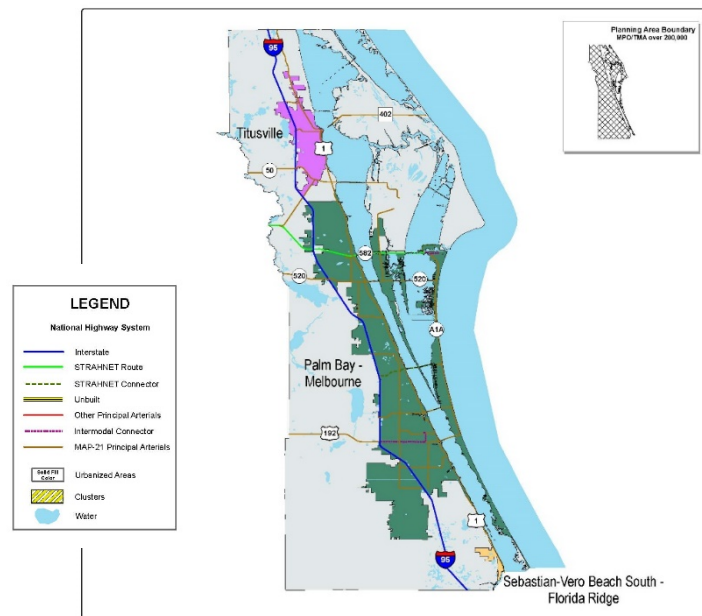 Planning Area Boundary
MPO/TMA over 200,000
95
402
Titusville
1
50
582
520
520
A1A
Palm Bay -
Melbourne
192
1
95
Sebastian-Vero Beach South -
Florida Ridge
LEGEND
National Highway System
Interstate
STRAHNET Route
STRAHNET Connector
Unbuilt
Other Principal Arterials
Intermodal Connector
MAP-21 Principal Arterials
Solid Fill
Color
Urbanized Areas
Clusters
Water